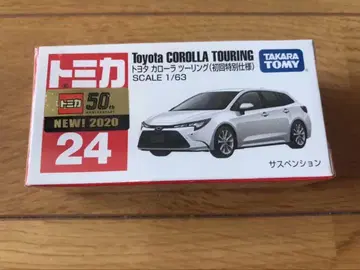 トミカ
トミカ 50th
ANNIVERSARY
NEW! 2020
24
Toyota COROLLA TOURING
トヨタ カローラ ツーリング(初回特別仕様)
SCALE 1/63
TAKARA
TOMY
サスペンション